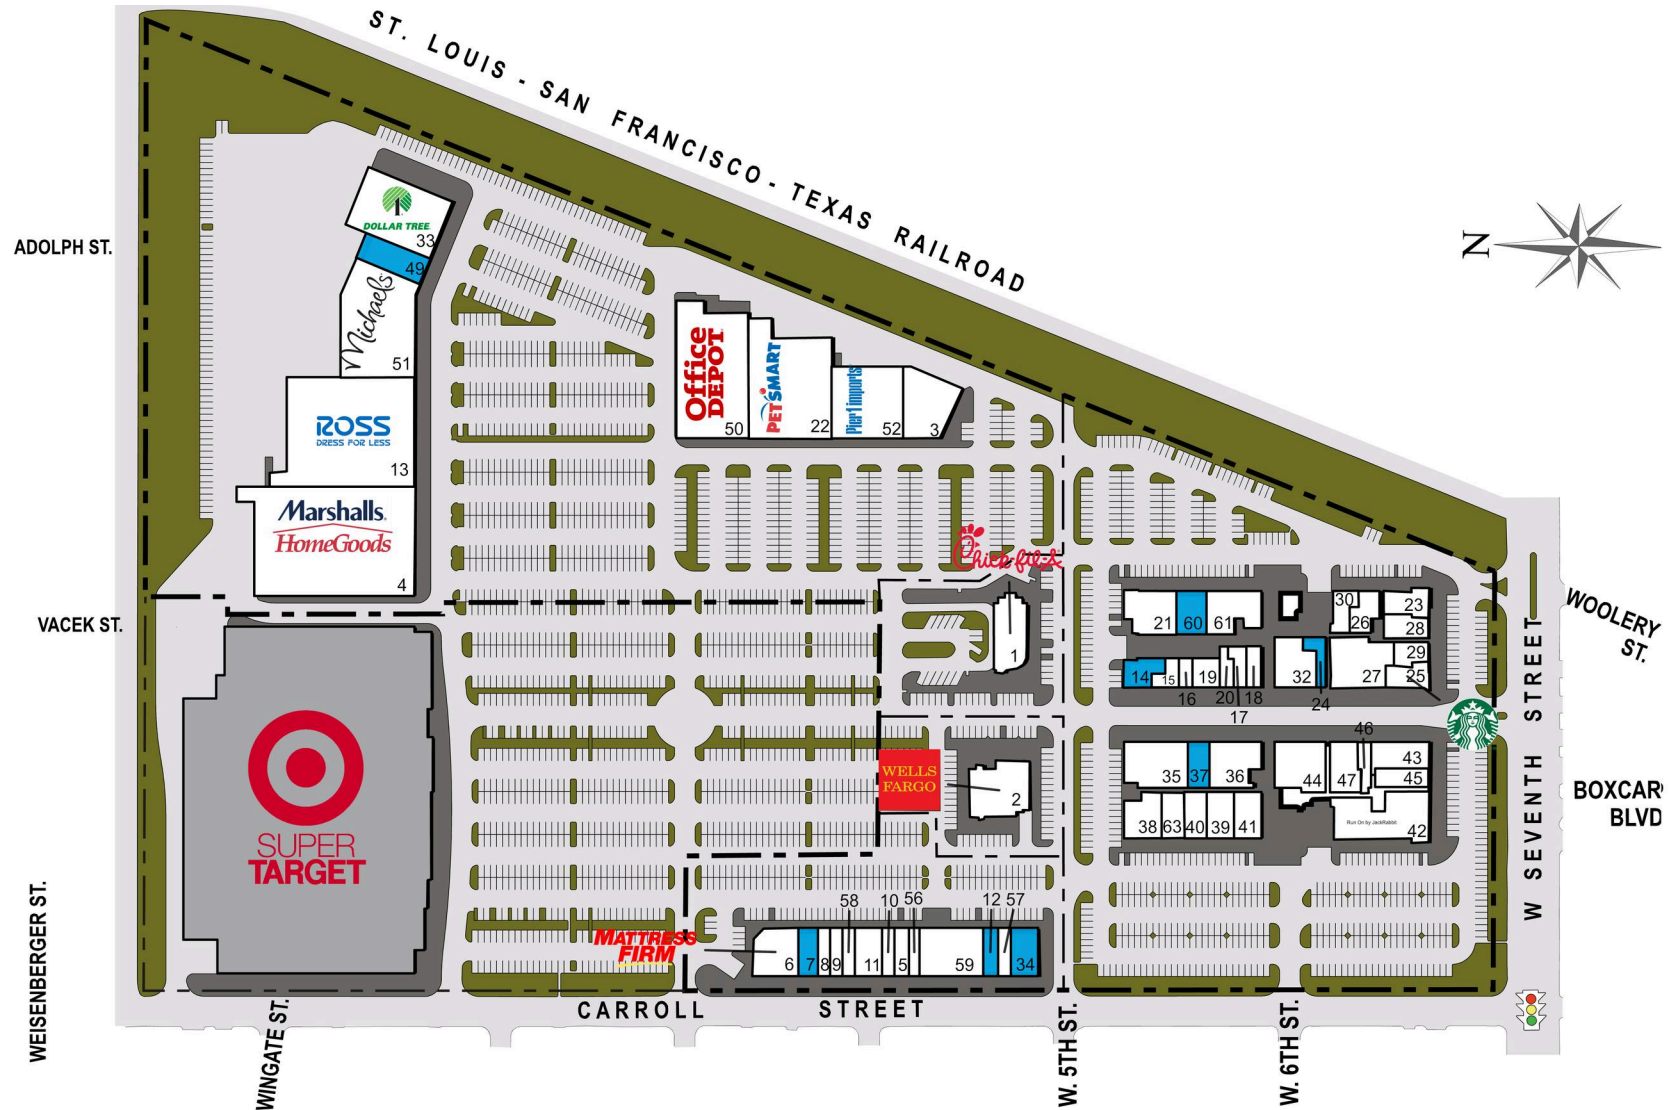 ST. LOUIS - SAN FRANCISCO - TEXAS RAILROAD
N
ADOLPH ST.
VACEK ST.
WEISENBERGER ST.
WINGATE ST.
CARROLL STREET
W. 5TH ST.
W. 6TH ST.
W SEVENTH STREET
WOOLERY
ST.
BOXCAR
BLVD
DOLLAR TREE
33
49
Michaels
51
ROSS
DRESS FOR LESS
13
Marshalls
HomeGoods
4
SUPER
TARGET
Office
DEPOT
50
PETSMART
22
Pier1 imports
52
3
Chick-fil-A
1
WELLS
FARGO
2
MATTRESS
FIRM
6
7
8
9
58
11
10
5
56
59
12
57
34
21
60
61
14
15
16
19
20
17
18
30
26
23
28
32
24
27
29
25
35
37
36
38
63
40
39
41
44
47
46
43
45
Run On by JackRabbit
42